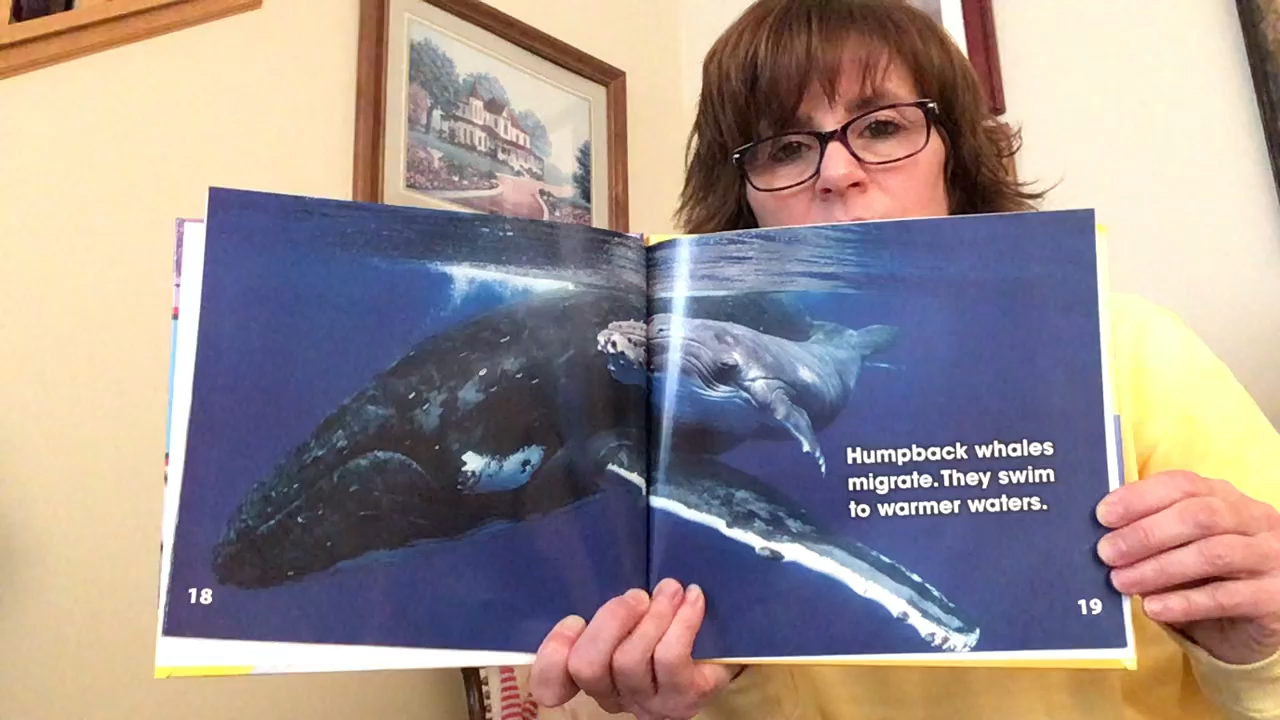 Humpback whales
migrate. They swim
to warmer waters.
18
19